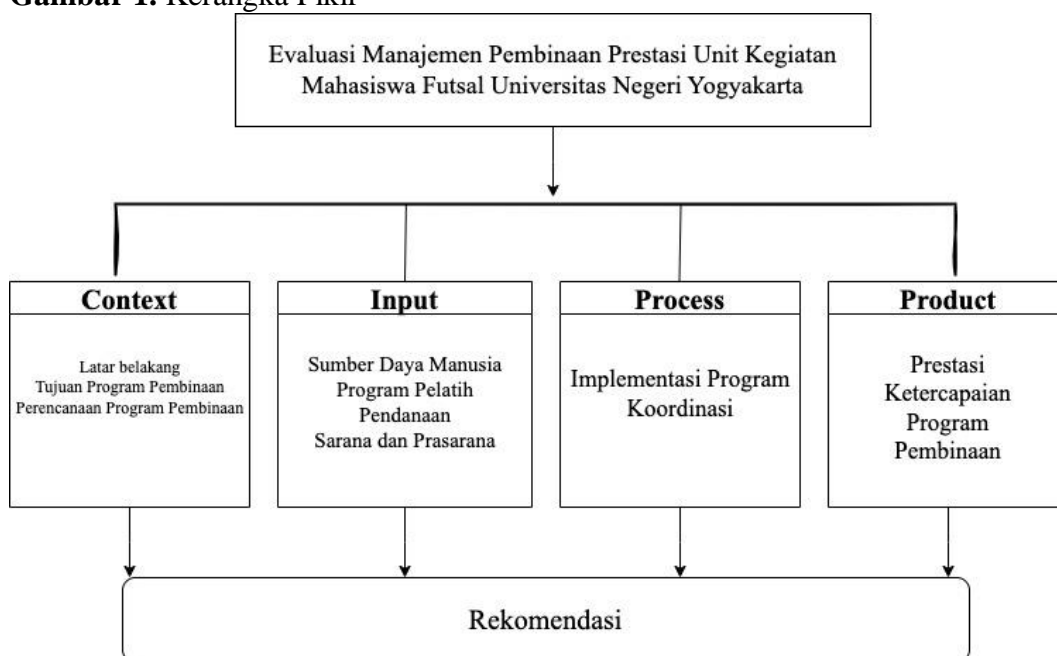 Gambar 1. Kerangka Pikir
Evaluasi Manajemen Pembinaan Prestasi Unit Kegiatan
Mahasiswa Futsal Universitas Negeri Yogyakarta
Context
Latar belakang
Tujuan Program Pembinaan
Perencanaan Program Pembinaan
Input
Sumber Daya Manusia
Program Pelatih
Pendanaan
Sarana dan Prasarana
Process
Implementasi Program
Koordinasi
Product
Prestasi
Ketercapaian
Program
Pembinaan
Rekomendasi